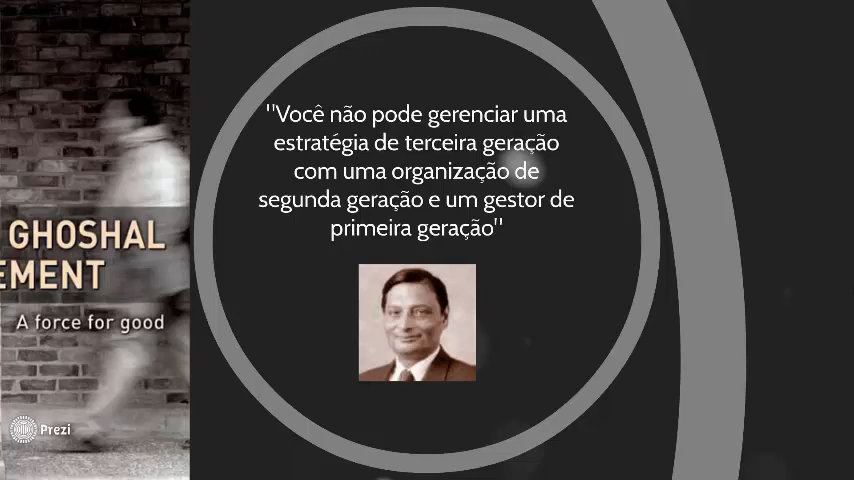 GHOSHAL
EMENT
A force for good
Prezi
"Você não pode gerenciar uma
estratégia de terceira geração
com uma organização de
segunda geração e um gestor de
primeira geração"